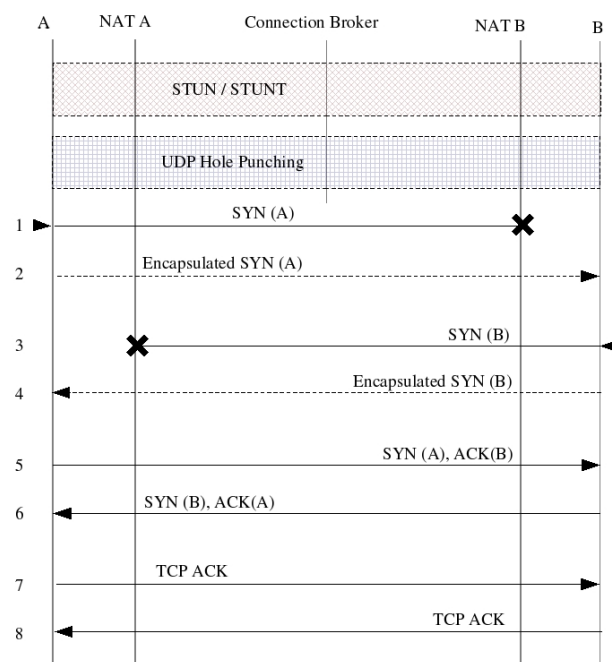 A NAT A Connection Broker NAT B B
STUN / STUNT
UDP Hole Punching
SYN (A)
1
Encapsulated SYN (A)
2
SYN (B)
3
Encapsulated SYN (B)
4
SYN (A), ACK(B)
5
SYN (B), ACK(A)
6
TCP ACK
7
TCP ACK
8